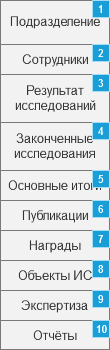 1
Подразделение
2
Сотрудники
3
Результат
исследований
4
Законченные
исследования
5
Основные итоги
6
Публикации
7
Награды
8
Объекты ИС
9
Экспертиза
10
Отчёты